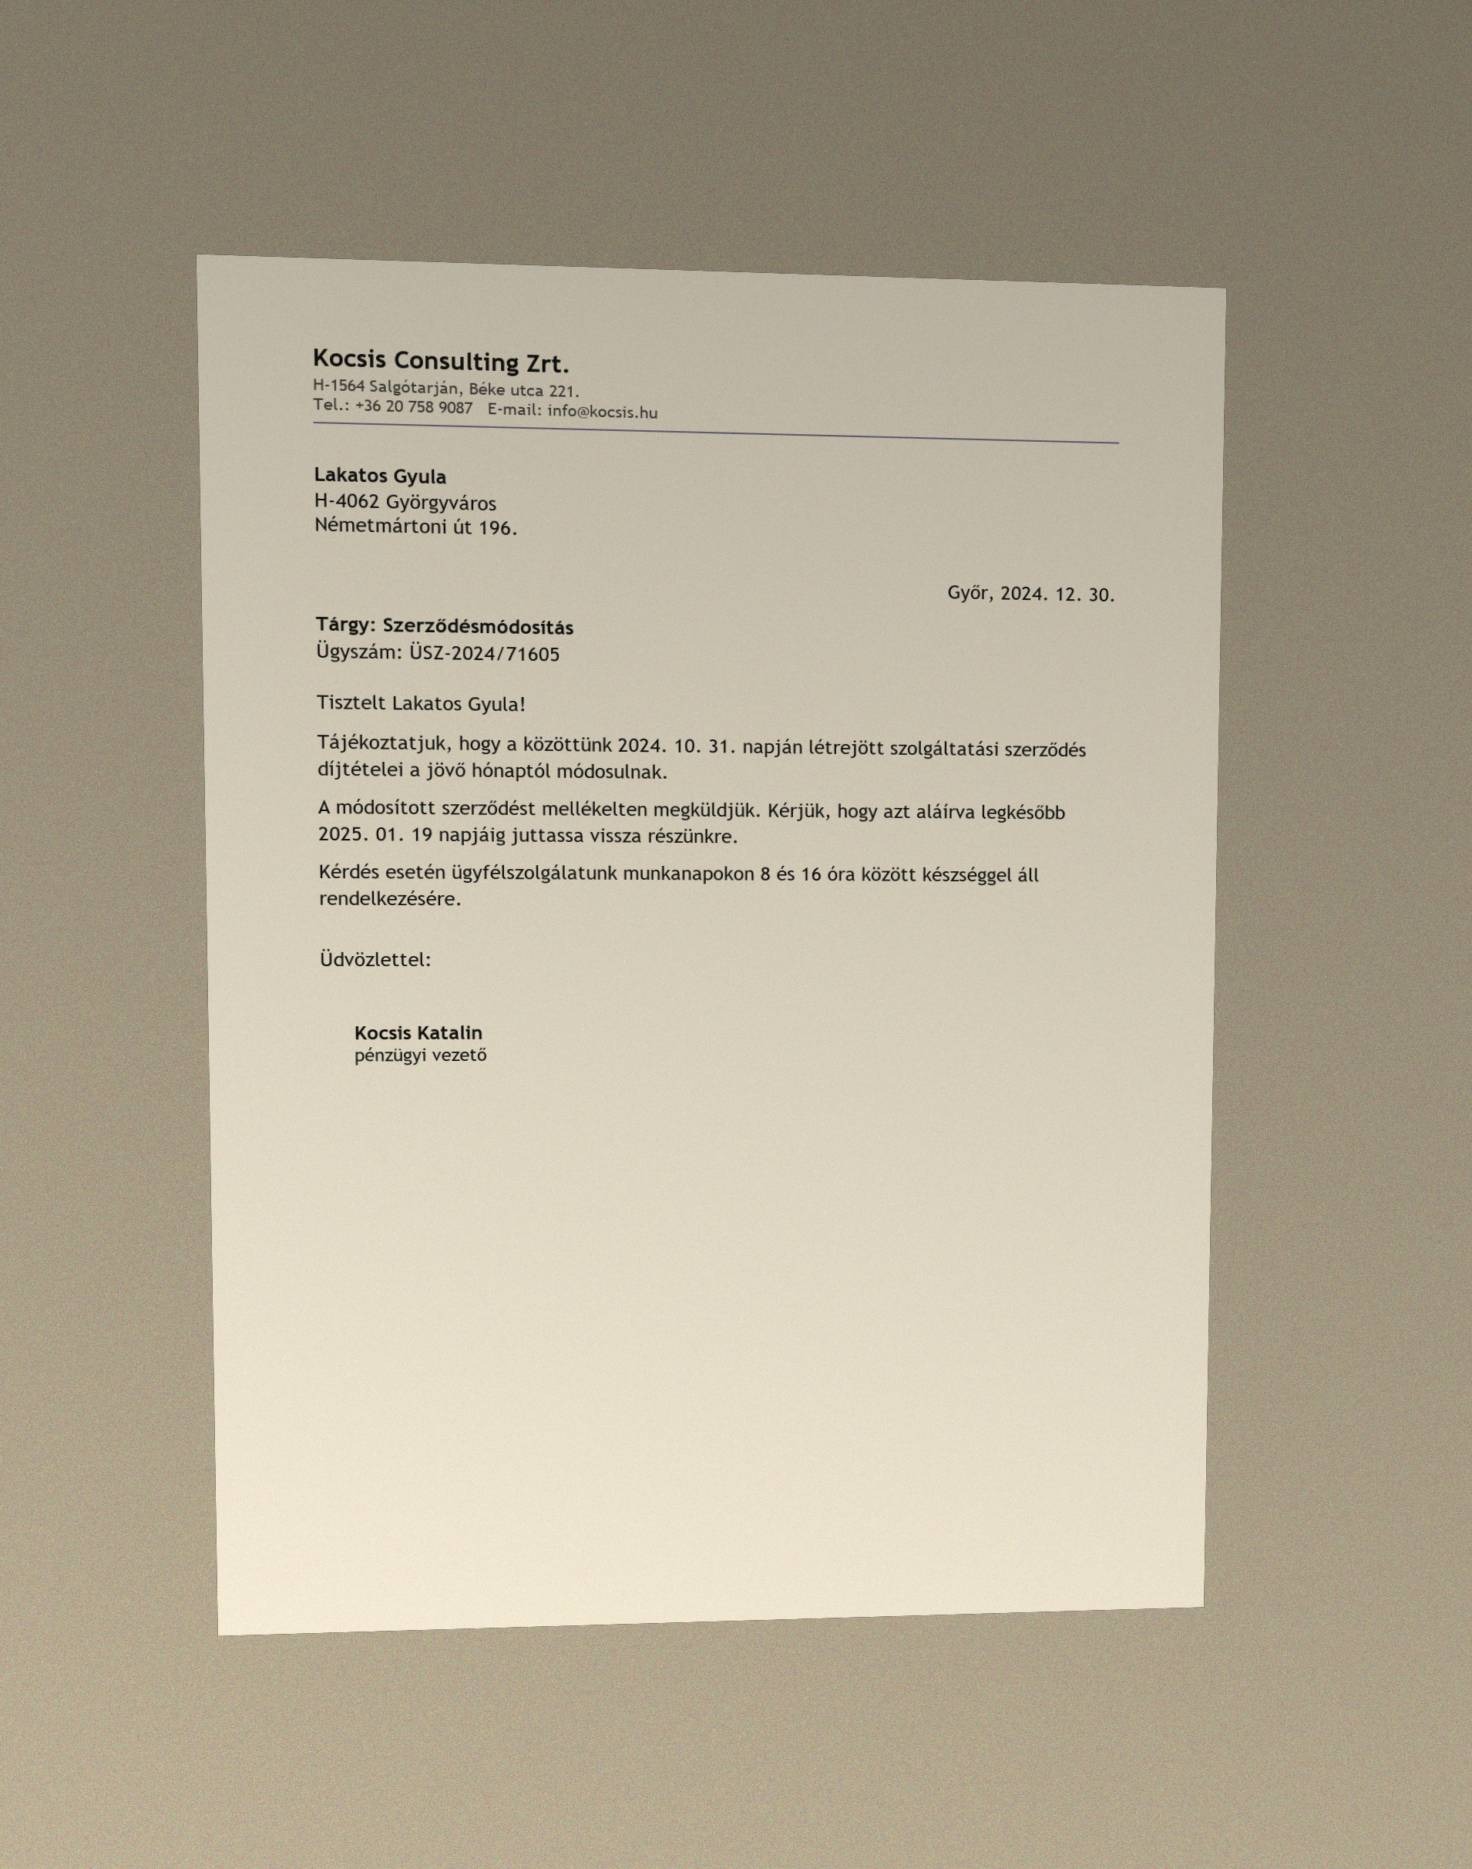 Kocsis Consulting Zrt.
H-1564 Salgótarján, Béke utca 221.
Tel.: +36 20 758 9087 E-mail: info@kocsis.hu
Lakatos Gyula
H-4062 Györgyváros
Németmártoni út 196.
Győr, 2024. 12. 30.
Tárgy: Szerződésmódosítás
Ügyszám: ÜSZ-2024/71605
Tisztelt Lakatos Gyula!
Tájékoztatjuk, hogy a közöttünk 2024. 10. 31. napján létrejött szolgáltatási szerződés
díjtételei a jövő hónaptól módosulnak.
A módosított szerződést mellékelten megküldjük. Kérjük, hogy azt aláírva legkésőbb
2025. 01. 19 napjáig juttassa vissza részünkre.
Kérdés esetén ügyfélszolgálatunk munkanapokon 8 és 16 óra között készséggel áll
rendelkezésére.
Üdvözlettel:
Kocsis Katalin
pénzügyi vezető